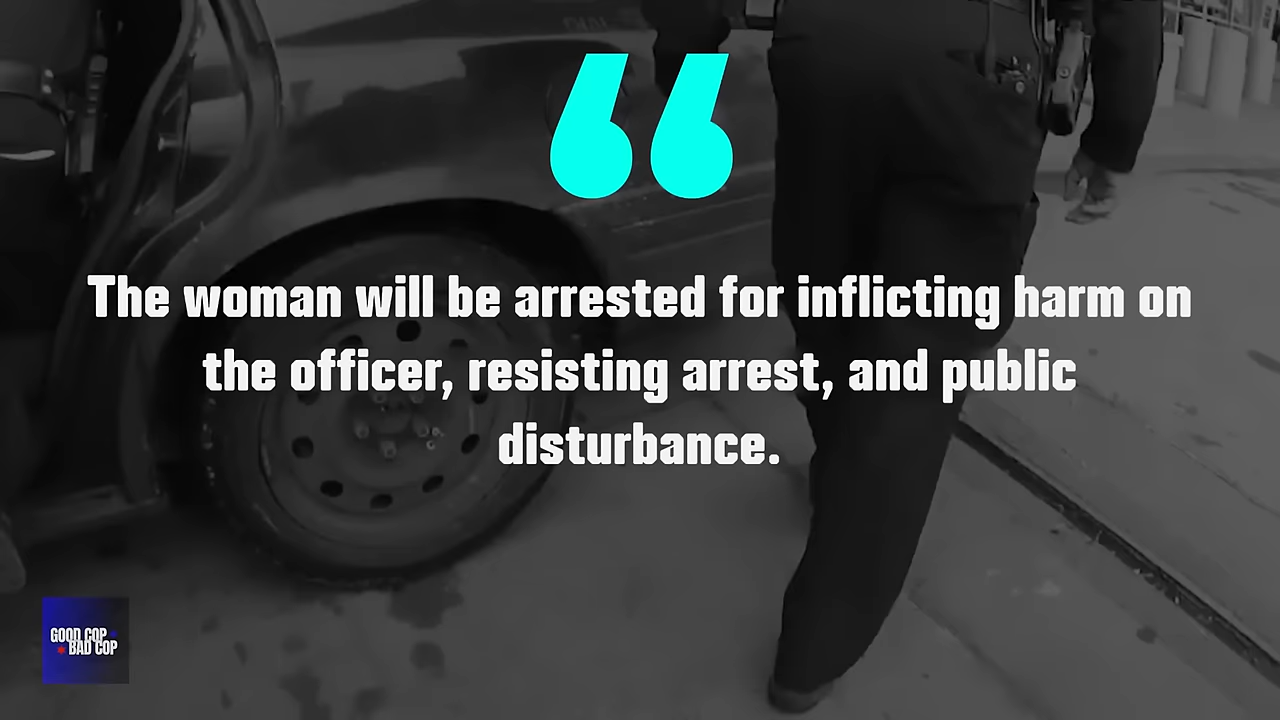 “
The woman will be arrested for inflicting harm on
the officer, resisting arrest, and public
disturbance.
GOOD COP
BAD COP